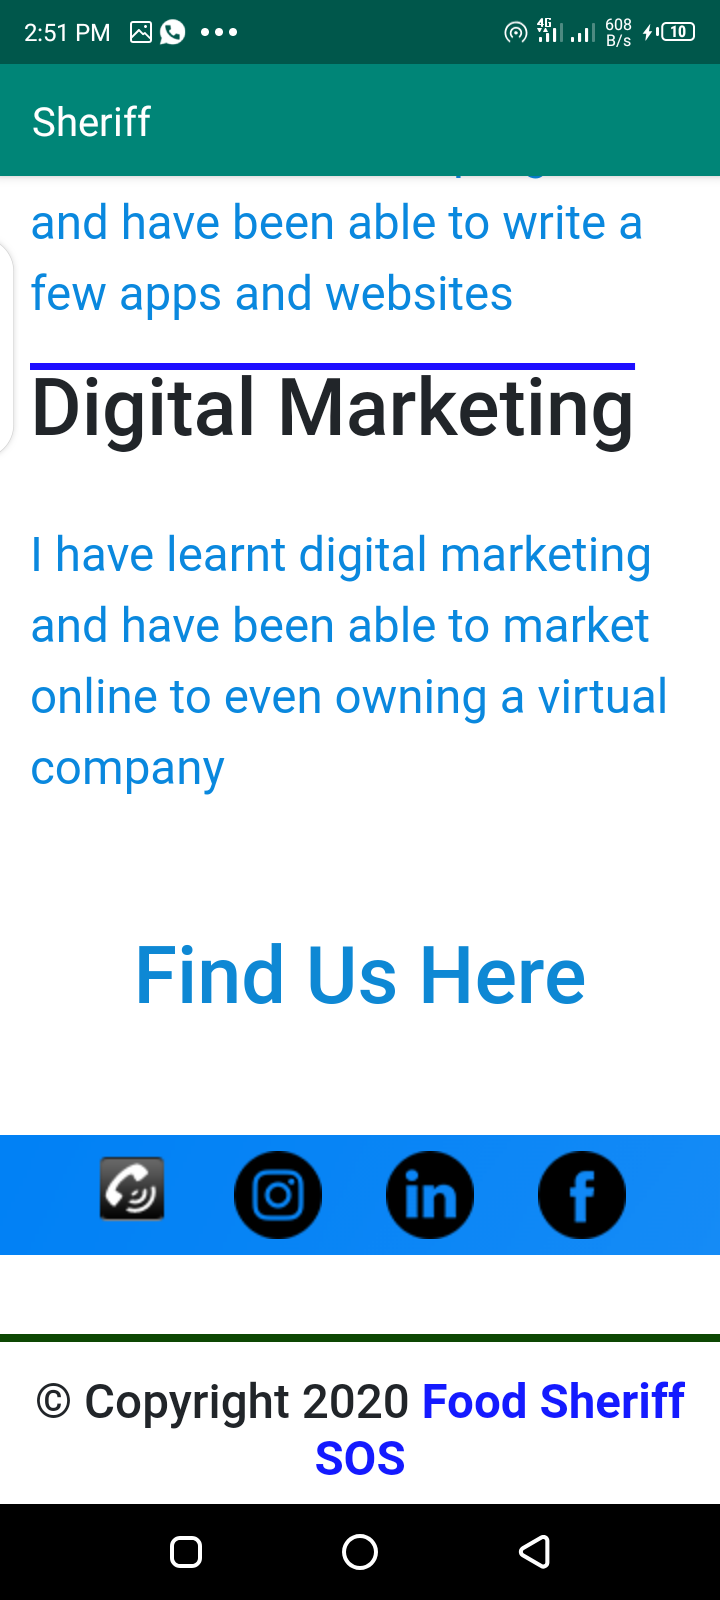 2:51 PM
4G
608
B/s
10
Sheriff
and have been able to write a
few apps and websites
Digital Marketing
I have learnt digital marketing
and have been able to market
online to even owning a virtual
company
Find Us Here
in
f
© Copyright 2020 Food Sheriff
SOS